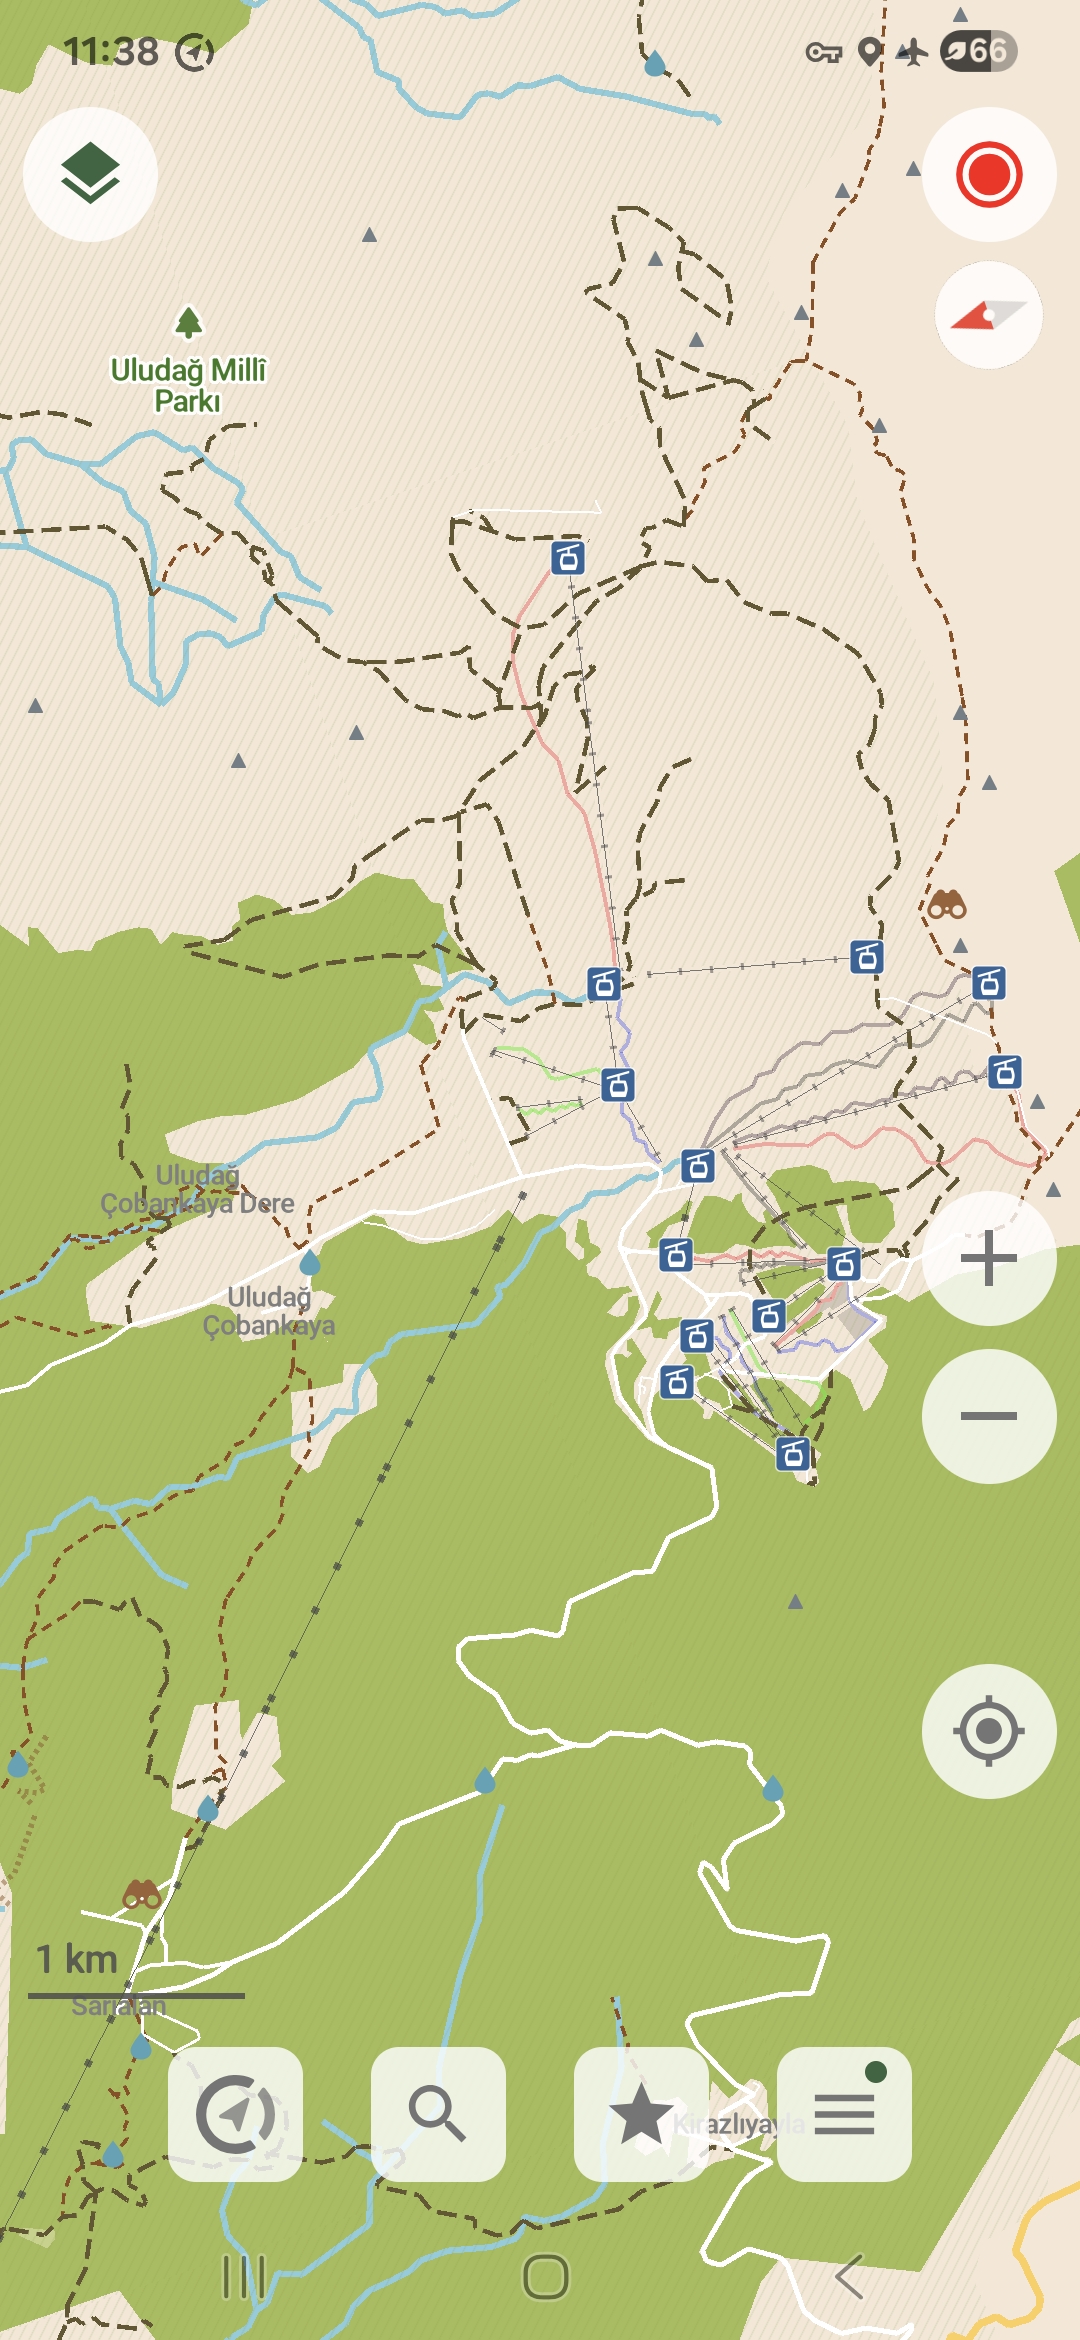 11:38
66
Uludağ Millî
Parkı
Uludağ
Çobankaya Dere
Uludağ
Çobankaya
1 km
Sarıalan
Kirazlıyayla